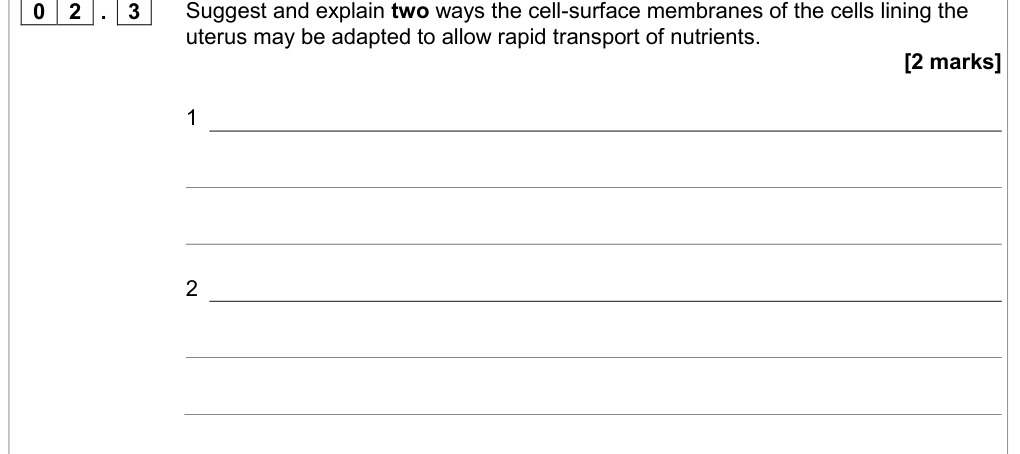 0 2 . 3 Suggest and explain two ways the cell-surface membranes of the cells lining the
uterus may be adapted to allow rapid transport of nutrients.
[2 marks]
1
2